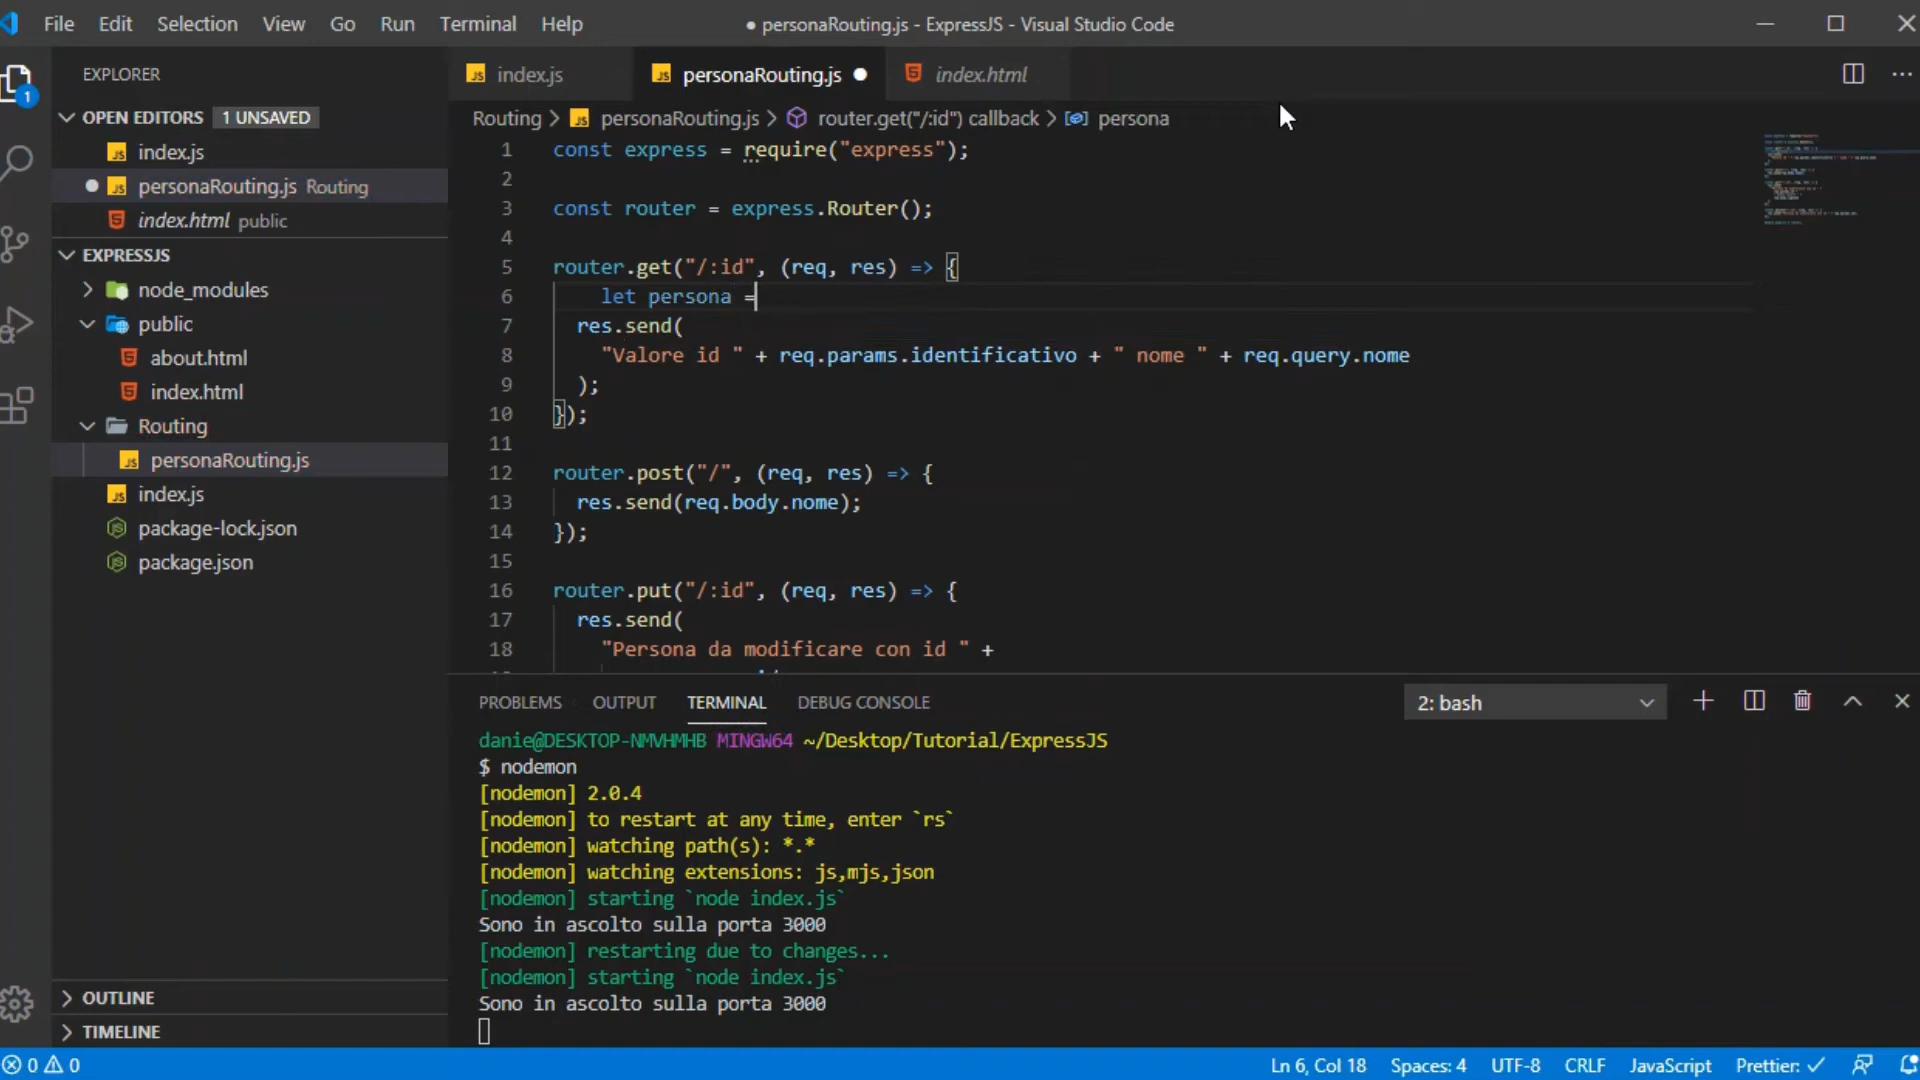 File Edit Selection View Go Run Terminal Help
● personaRouting.js - ExpressJS - Visual Studio Code
EXPLORER
1
OPEN EDITORS 1 UNSAVED
index.js
personaRouting.js Routing
index.html public
EXPRESSJS
node_modules
public
about.html
index.html
Routing
personaRouting.js
index.js
package-lock.json
package.json
OUTLINE
TIMELINE
index.js personaRouting.js ● index.html
Routing > personaRouting.js > router.get("/:id") callback > persona
1 const express = require("express");
2
3 const router = express.Router();
4
5 router.get("/:id", (req, res) => {
6 let persona =
7 res.send(
8 "Valore id " + req.params.identificativo + " nome " + req.query.nome
9 );
10 });
11
12 router.post("/", (req, res) => {
13 res.send(req.body.nome);
14 });
15
16 router.put("/:id", (req, res) => {
17 res.send(
18 "Persona da modificare con id " +
PROBLEMS OUTPUT TERMINAL DEBUG CONSOLE
2: bash
danie@DESKTOP-NMVHMHB MINGW64 ~/Desktop/Tutorial/ExpressJS
$ nodemon
[nodemon] 2.0.4
[nodemon] to restart at any time, enter `rs`
[nodemon] watching path(s): *.*
[nodemon] watching extensions: js,mjs,json
[nodemon] starting `node index.js`
Sono in ascolto sulla porta 3000
[nodemon] restarting due to changes...
[nodemon] starting `node index.js`
Sono in ascolto sulla porta 3000
0 0
Ln 6, Col 18 Spaces: 4 UTF-8 CRLF JavaScript Prettier: ✓